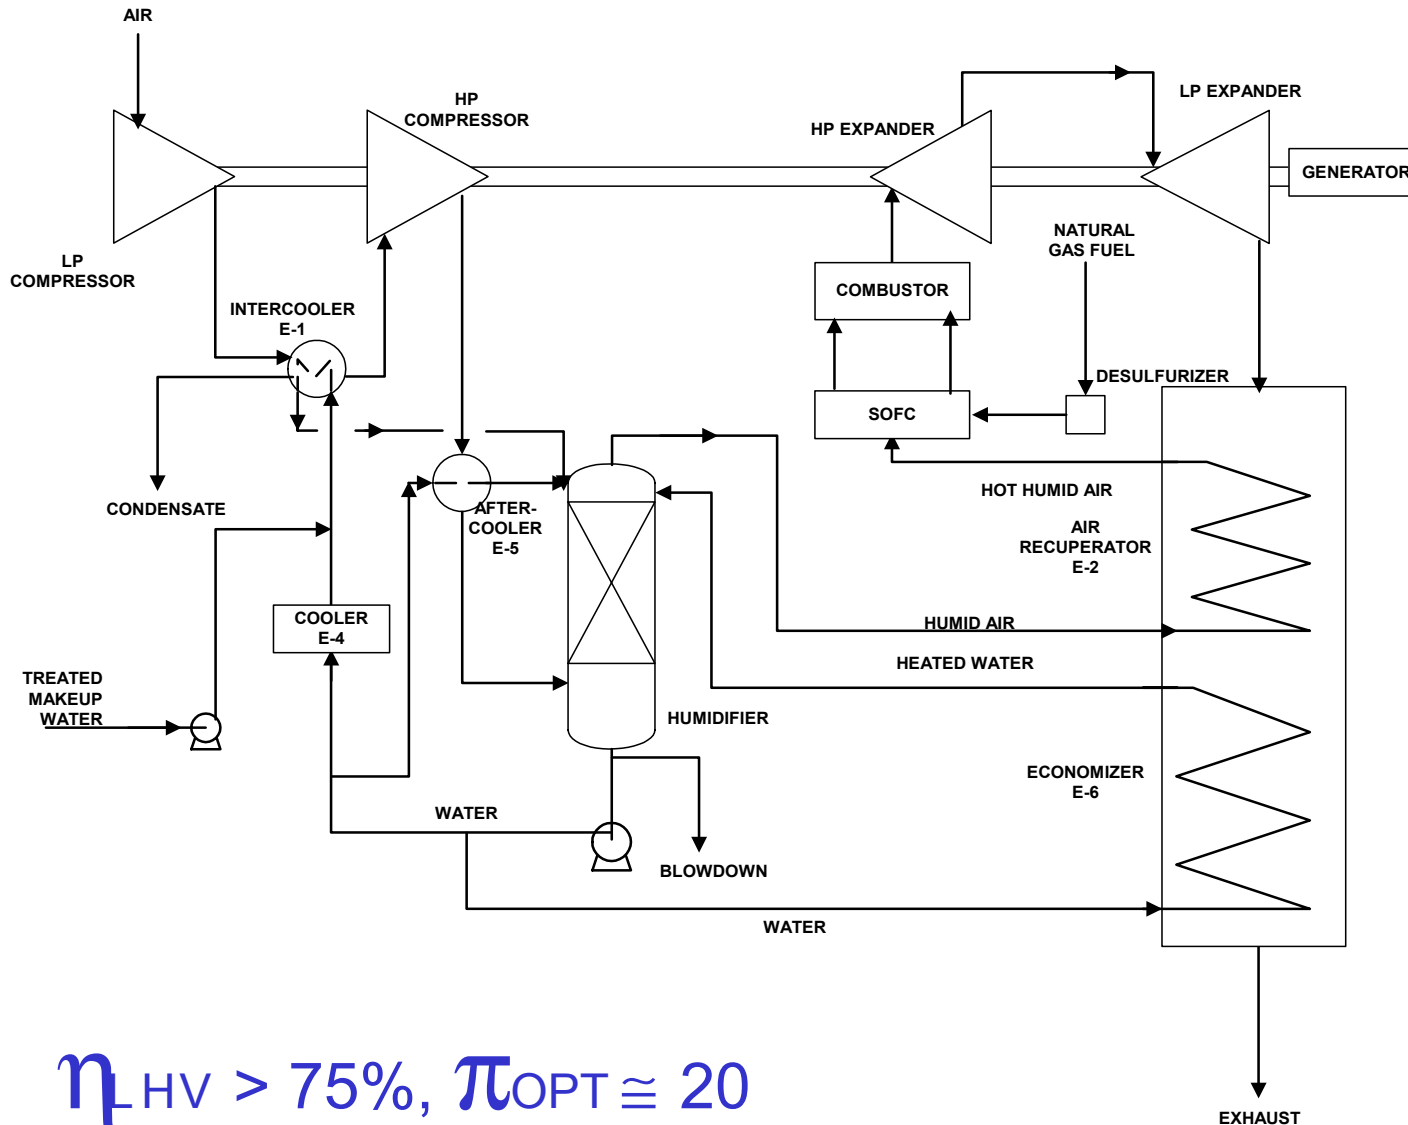 AIR
HP
COMPRESSOR
LP EXPANDER
HP EXPANDER
GENERATOR
NATURAL
GAS FUEL
LP
COMPRESSOR
COMBUSTOR
INTERCOOLER
E-1
DESULFURIZER
SOFC
HOT HUMID AIR
CONDENSATE
AFTER-
COOLER
E-5
AIR
RECUPERATOR
E-2
COOLER
E-4
HUMID AIR
HEATED WATER
TREATED
MAKEUP
WATER
HUMIDIFIER
ECONOMIZER
E-6
WATER
BLOWDOWN
WATER
ηLHV > 75%, πOPT ≅ 20
EXHAUST